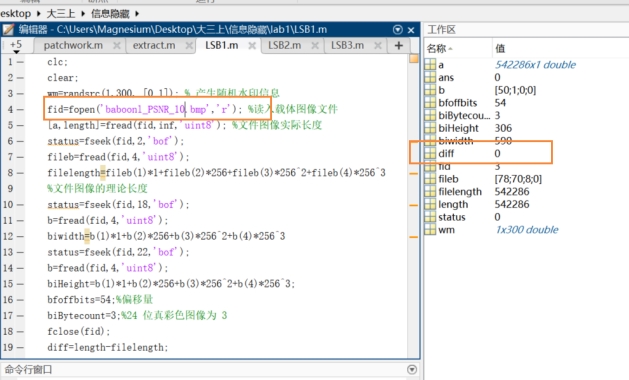 esktop ▸ 大三上 ▸ 信息隐藏 ▸
编辑器 - C:\Users\Magnesium\Desktop\大三上\信息隐藏\lab1\LSB1.m
+5 patchwork.m extract.m LSB1.m LSB2.m LSB3.m +
1 clc;
2 clear;
3 wm=randsrc(1,300, [0 1]); % 产生随机水印信息
4 fid=fopen('baboon1_PSNR_10.bmp','r'); %读入载体图像文件
5 [a,length]=fread(fid,inf,'uint8'); %文件图像实际长度
6 status=fseek(fid,2,'bof');
7 fileb=fread(fid,4,'uint8');
8 filelength=fileb(1)*1+fileb(2)*256+fileb(3)*256^2+fileb(4)*256^3
9 %文件图像的理论长度
10 status=fseek(fid,18,'bof');
11 b=fread(fid,4,'uint8');
12 biwidth=b(1)*1+b(2)*256+b(3)*256^2+b(4)*256^3
13 status=fseek(fid,22,'bof');
14 b=fread(fid,4,'uint8');
15 biHeight=b(1)*1+b(2)*256+b(3)*256^2+b(4)*256^3;
16 bfoffbits=54;%偏移量
17 biBytecount=3;%24 位真彩色图像为 3
18 fclose(fid);
19 diff=length-filelength;
命令行窗口
工作区
名称 值
a 542286x1 double
ans 0
b [50;1;0;0]
bfoffbits 54
biBytecou... 3
biHeight 306
biwidth 590
diff 0
fid 3
fileb [78;70;8;0]
filelength 542286
length 542286
status 0
wm 1x300 double